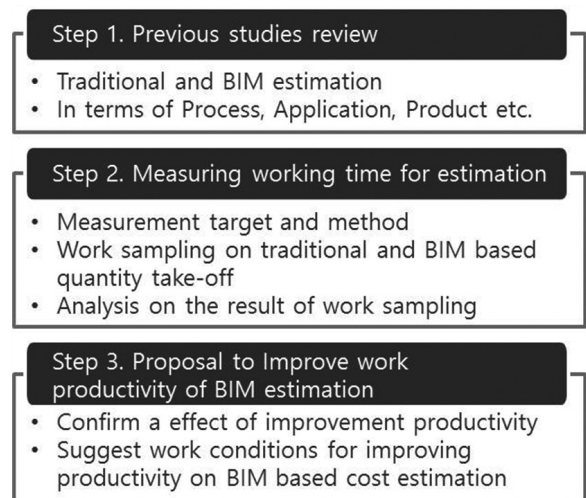 Step 1. Previous studies review
• Traditional and BIM estimation
• In terms of Process, Application, Product etc.
Step 2. Measuring working time for estimation
• Measurement target and method
• Work sampling on traditional and BIM based
quantity take-off
• Analysis on the result of work sampling
Step 3. Proposal to Improve work
productivity of BIM estimation
• Confirm a effect of improvement productivity
• Suggest work conditions for improving
productivity on BIM based cost estimation